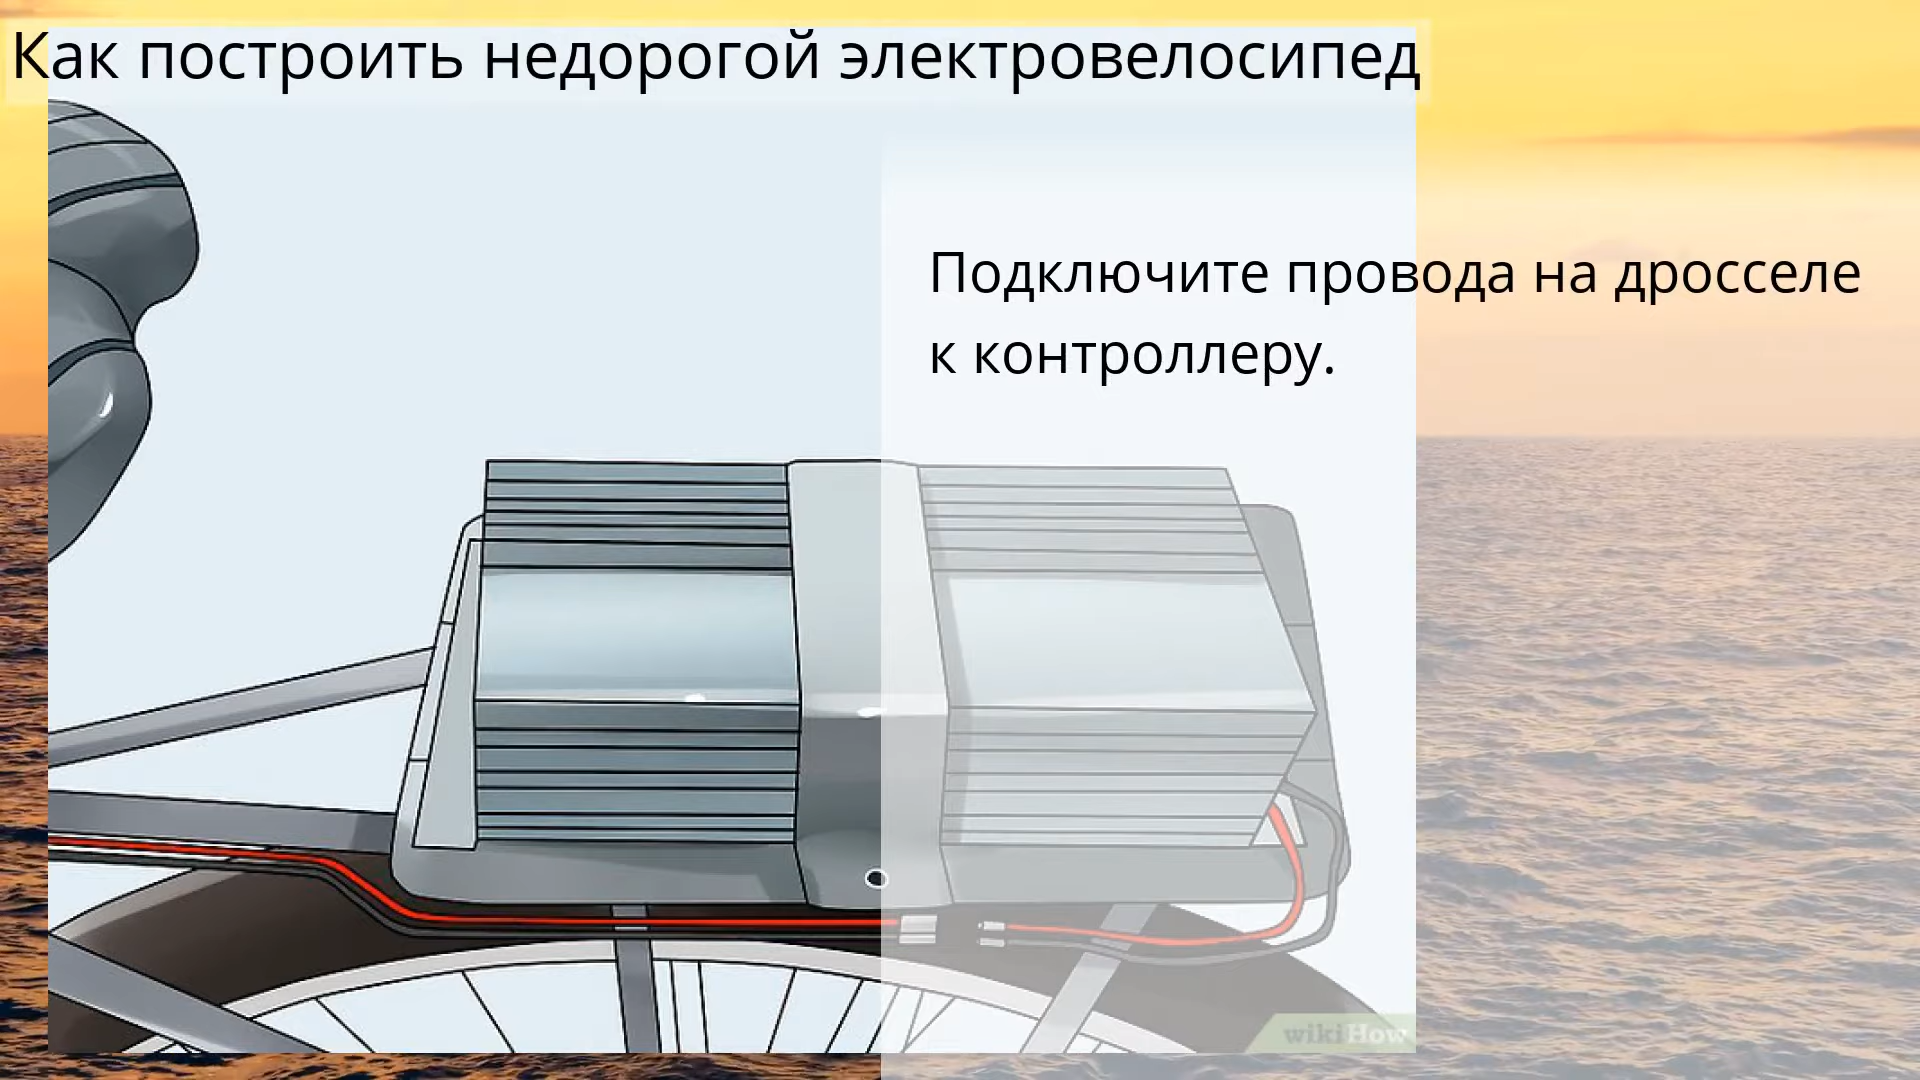 Как построить недорогой электровелосипед
Подключите провода на дросселе
к контроллеру.
wikiHow